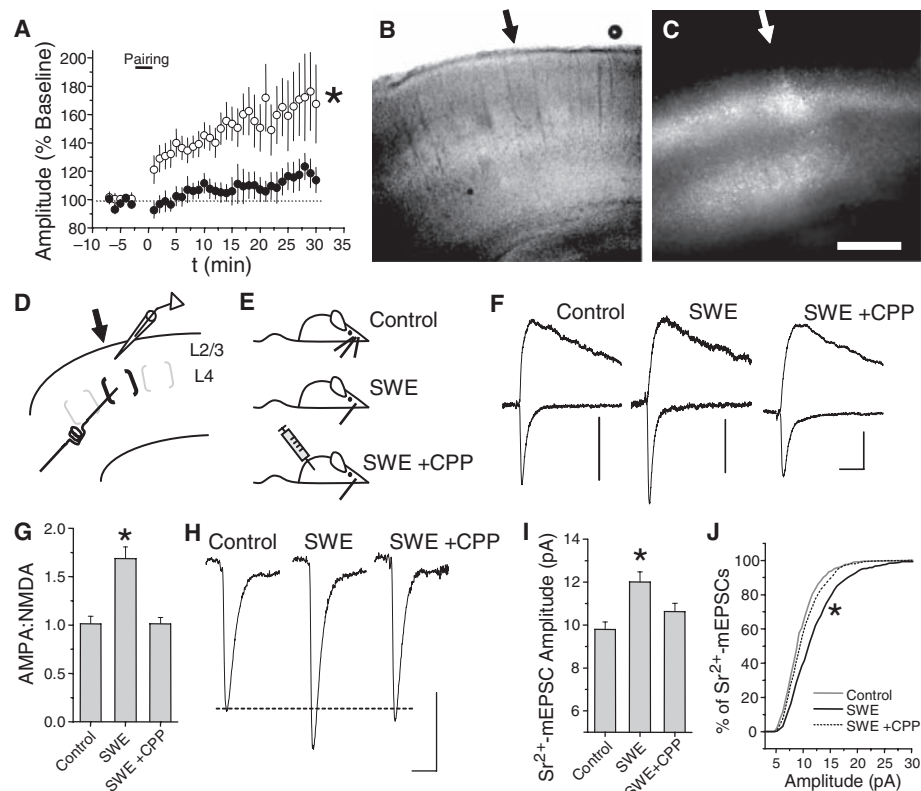 A
Pairing
Amplitude (% Baseline)
200
180
160
140
120
100
80
*
−10 −5 0 5 10 15 20 25 30 35
t (min)
B
C
D
L2/3
L4
E
Control
SWE
SWE +CPP
F
Control SWE SWE +CPP
G
AMPA:NMDA
2.0
1.5
1.0
0.5
0.0
*
Control SWE SWE +CPP
H
Control SWE SWE +CPP
I
Sr2+-mEPSC Amplitude (pA)
14
12
10
8
6
*
Control SWE SWE+CPP
J
% of Sr2+-mEPSCs
100
80
70
60
40
20
0
*
Control
SWE
SWE +CPP
5 10 15 20 25 30
Amplitude (pA)